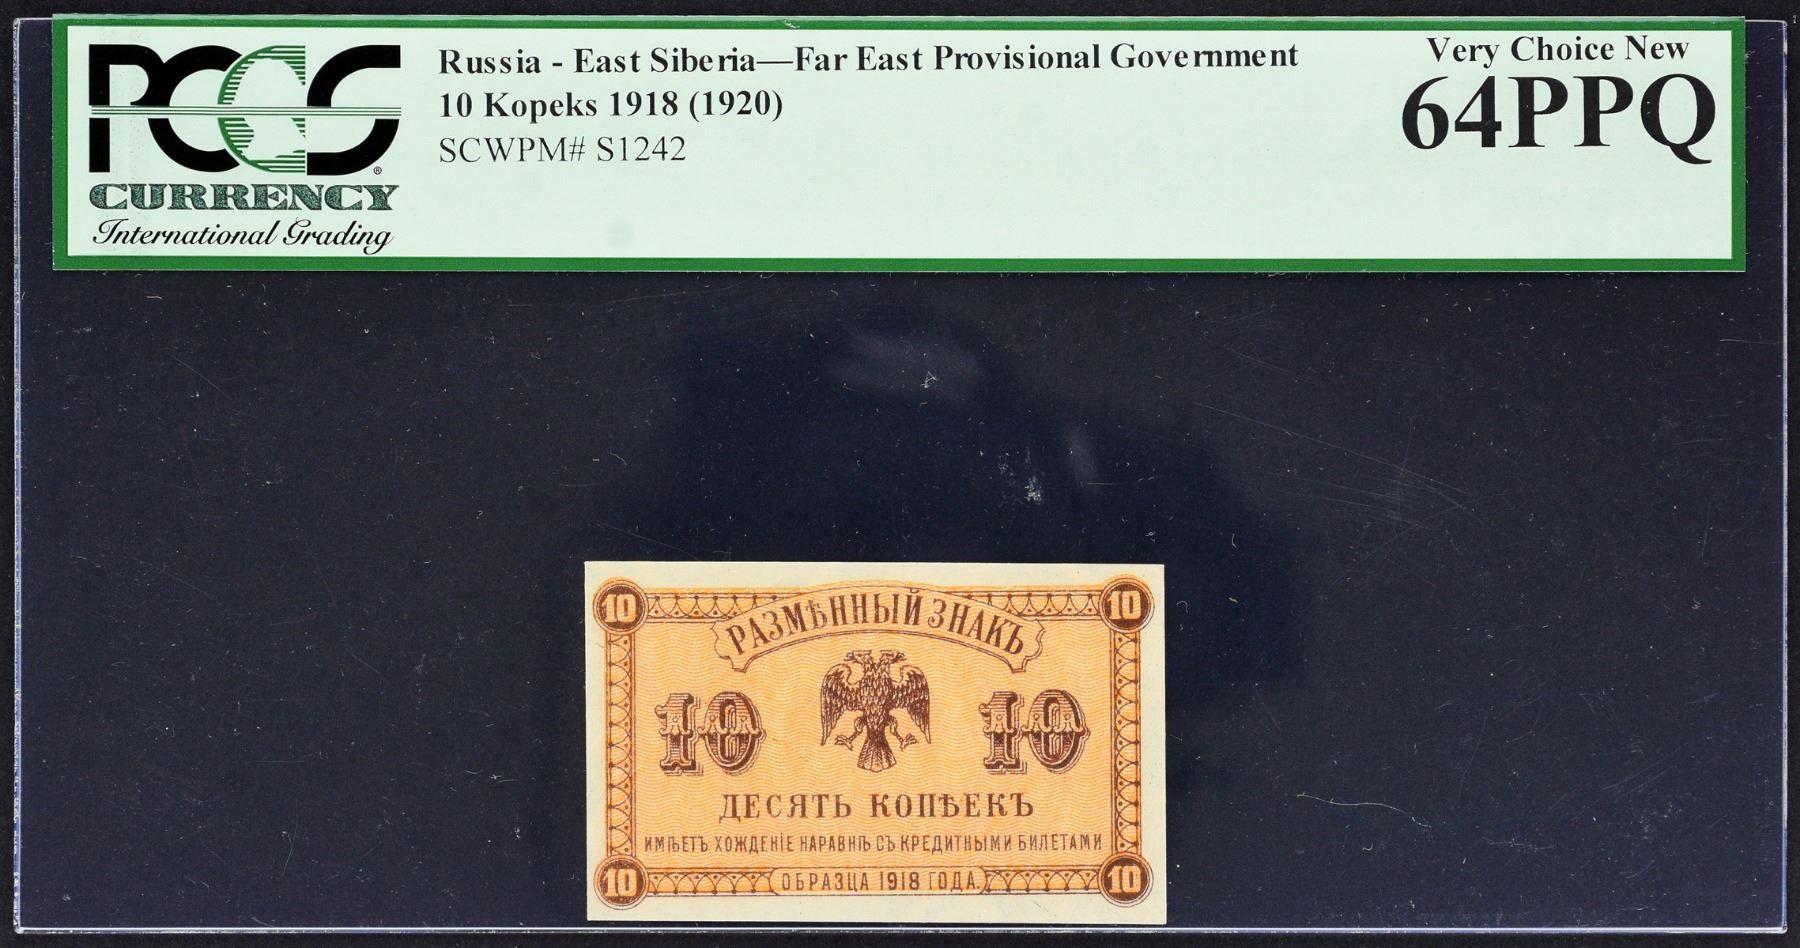 PCGS
®
CURRENCY
International Grading
Russia - East Siberia—Far East Provisional Government
10 Kopeks 1918 (1920)
SCWPM# S1242
Very Choice New
64PPQ
10 10
РАЗМѢННЫЙ ЗНАКЪ
10 10
ДЕСЯТЬ КОПѢЕКЪ
ИМѢЕТЪ ХОЖДЕНІЕ НАРАВНѢ СЪ КРЕДИТНЫМИ БИЛЕТАМИ
10 ОБРАЗЦА 1918 ГОДА. 10